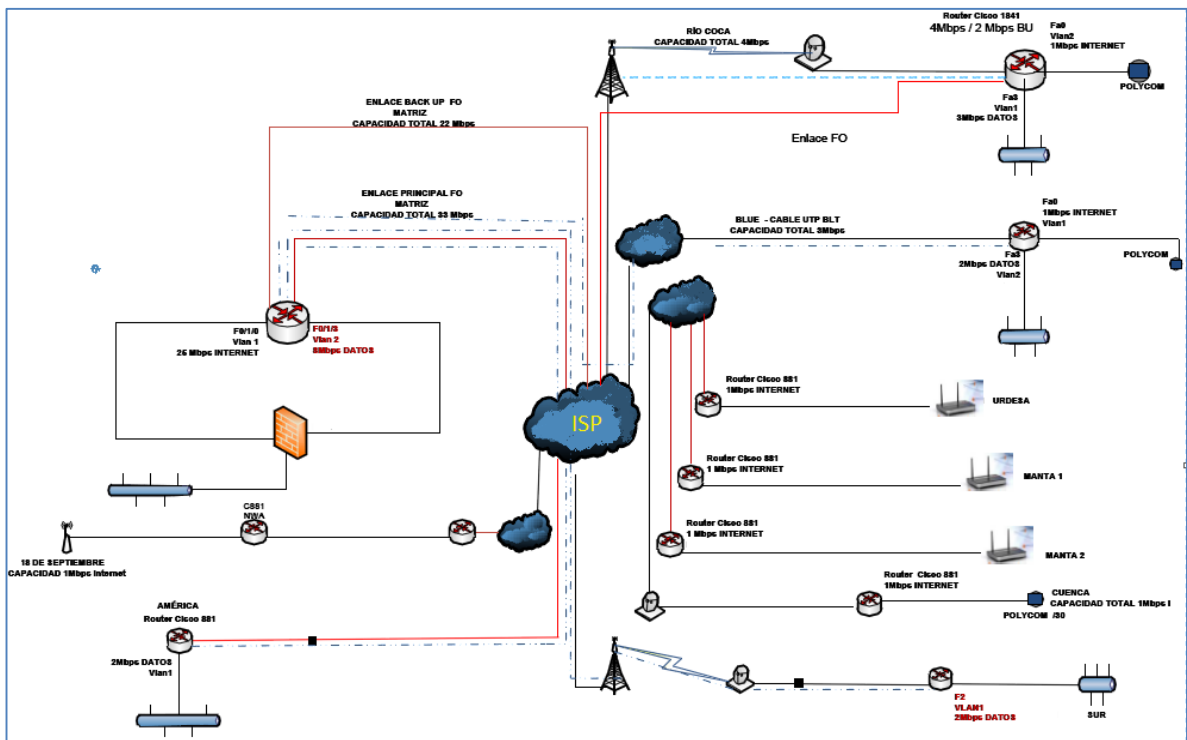 Router Cisco 1841
4Mbps / 2 Mbps BU
Fa0
Vlan2
1Mbps INTERNET
RÍO COCA
CAPACIDAD TOTAL 4Mbps
POLYCOM
Fa3
Vlan1
3Mbps DATOS
ENLACE BACK UP FO
MATRIZ
CAPACIDAD TOTAL 22 Mbps
Enlace FO
ENLACE PRINCIPAL FO
MATRIZ
CAPACIDAD TOTAL 33 Mbps
BLUE - CABLE UTP BLT
CAPACIDAD TOTAL 3Mbps
Fa0
1Mbps INTERNET
Vlan1
POLYCOM
Fa3
2Mbps DATOS
Vlan2
F0/1/0
Vlan 1
25 Mbps INTERNET
F0/1/3
Vlan 2
8Mbps DATOS
Router Cisco 881
1Mbps INTERNET
URDESA
ISP
Router Cisco 881
1 Mbps INTERNET
MANTA 1
C881
NWA
Router Cisco 881
1 Mbps INTERNET
MANTA 2
18 DE SEPTIEMBRE
CAPACIDAD 1Mbps Internet
Router Cisco 881
1Mbps INTERNET
CUENCA
CAPACIDAD TOTAL 1Mbps I
POLYCOM /30
AMÉRICA
Router Cisco 881
2Mbps DATOS
Vlan1
F2
VLAN1
2Mbps DATOS
SUR